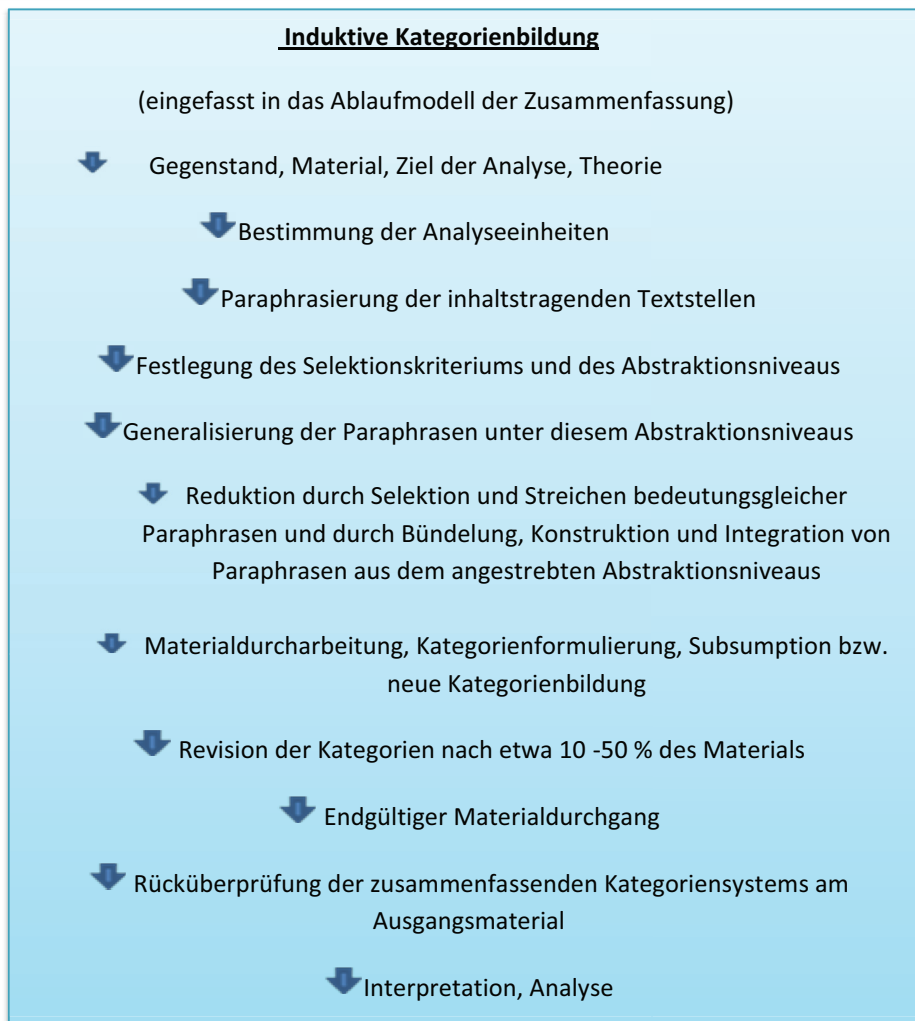 Induktive Kategorienbildung
(eingefasst in das Ablaufmodell der Zusammenfassung)
Gegenstand, Material, Ziel der Analyse, Theorie
Bestimmung der Analyseeinheiten
Paraphrasierung der inhaltstragenden Textstellen
Festlegung des Selektionskriteriums und des Abstraktionsniveaus
Generalisierung der Paraphrasen unter diesem Abstraktionsniveaus
Reduktion durch Selektion und Streichen bedeutungsgleicher
Paraphrasen und durch Bündelung, Konstruktion und Integration von
Paraphrasen aus dem angestrebten Abstraktionsniveaus
Materialdurcharbeitung, Kategorienformulierung, Subsumption bzw.
neue Kategorienbildung
Revision der Kategorien nach etwa 10 -50 % des Materials
Endgültiger Materialdurchgang
Rücküberprüfung der zusammenfassenden Kategoriensystems am
Ausgangsmaterial
Interpretation, Analyse